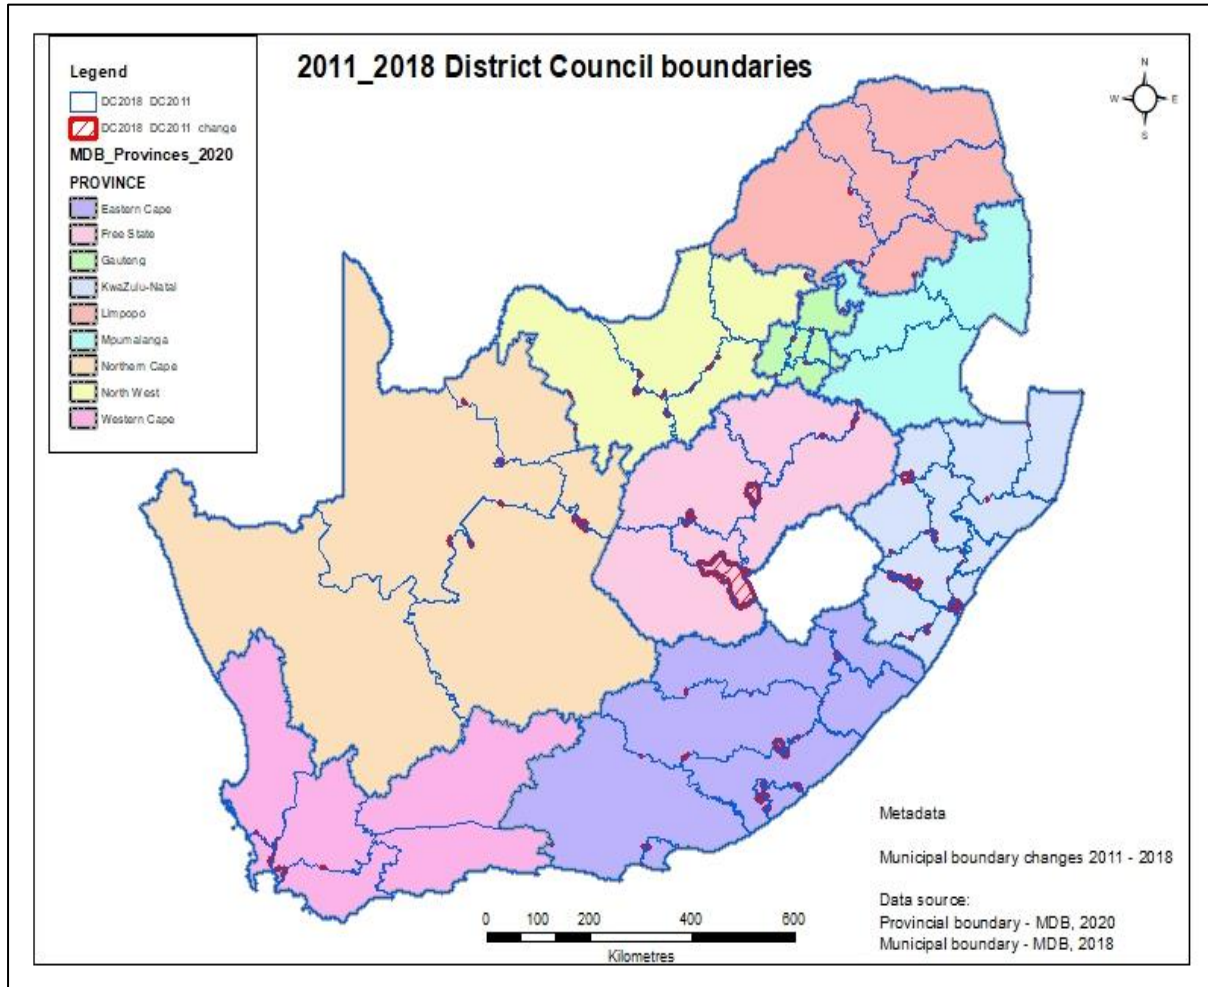 2011_2018 District Council boundaries
Legend
DC2018 DC2011
DC2018 DC2011 change
MDB_Provinces_2020
PROVINCE
Eastern Cape
Free State
Gauteng
KwaZulu-Natal
Limpopo
Mpumalanga
Northern Cape
North West
Western Cape
N
W E
S
Metadata
Municipal boundary changes 2011 - 2018
Data source:
Provincial boundary - MDB, 2020
Municipal boundary - MDB, 2018
0 100 200 400 600
Kilometres